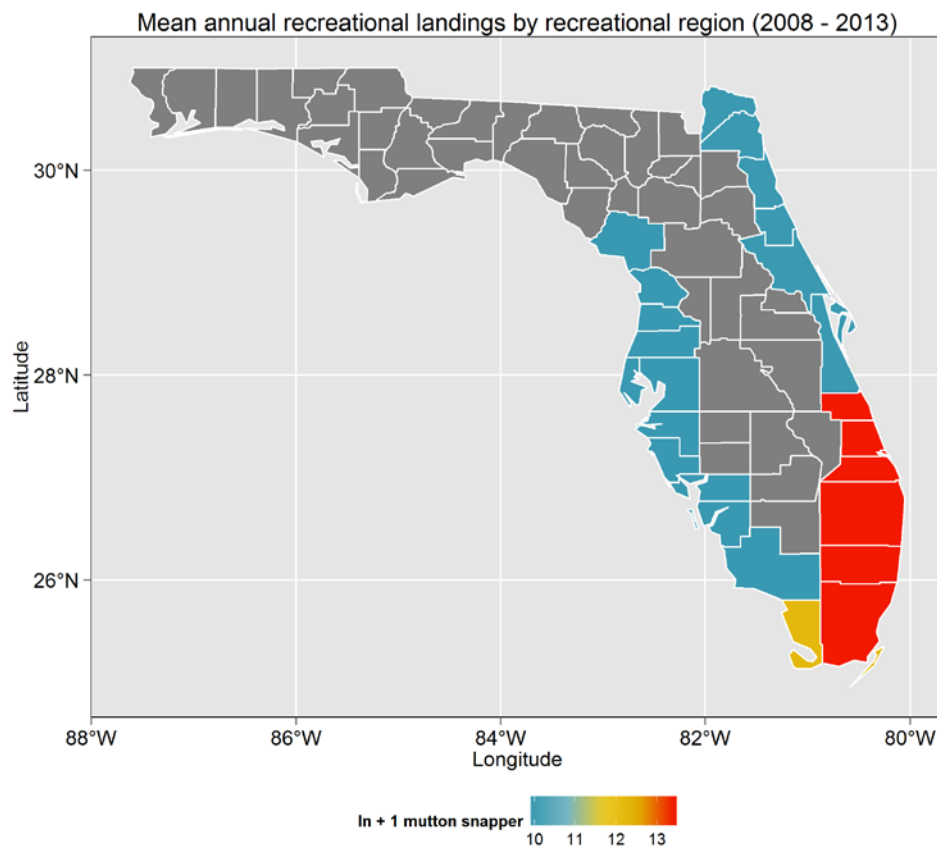 Mean annual recreational landings by recreational region (2008 - 2013)
30°N
28°N
26°N
Latitude
88°W 86°W 84°W 82°W 80°W
Longitude
ln + 1 mutton snapper
10 11 12 13